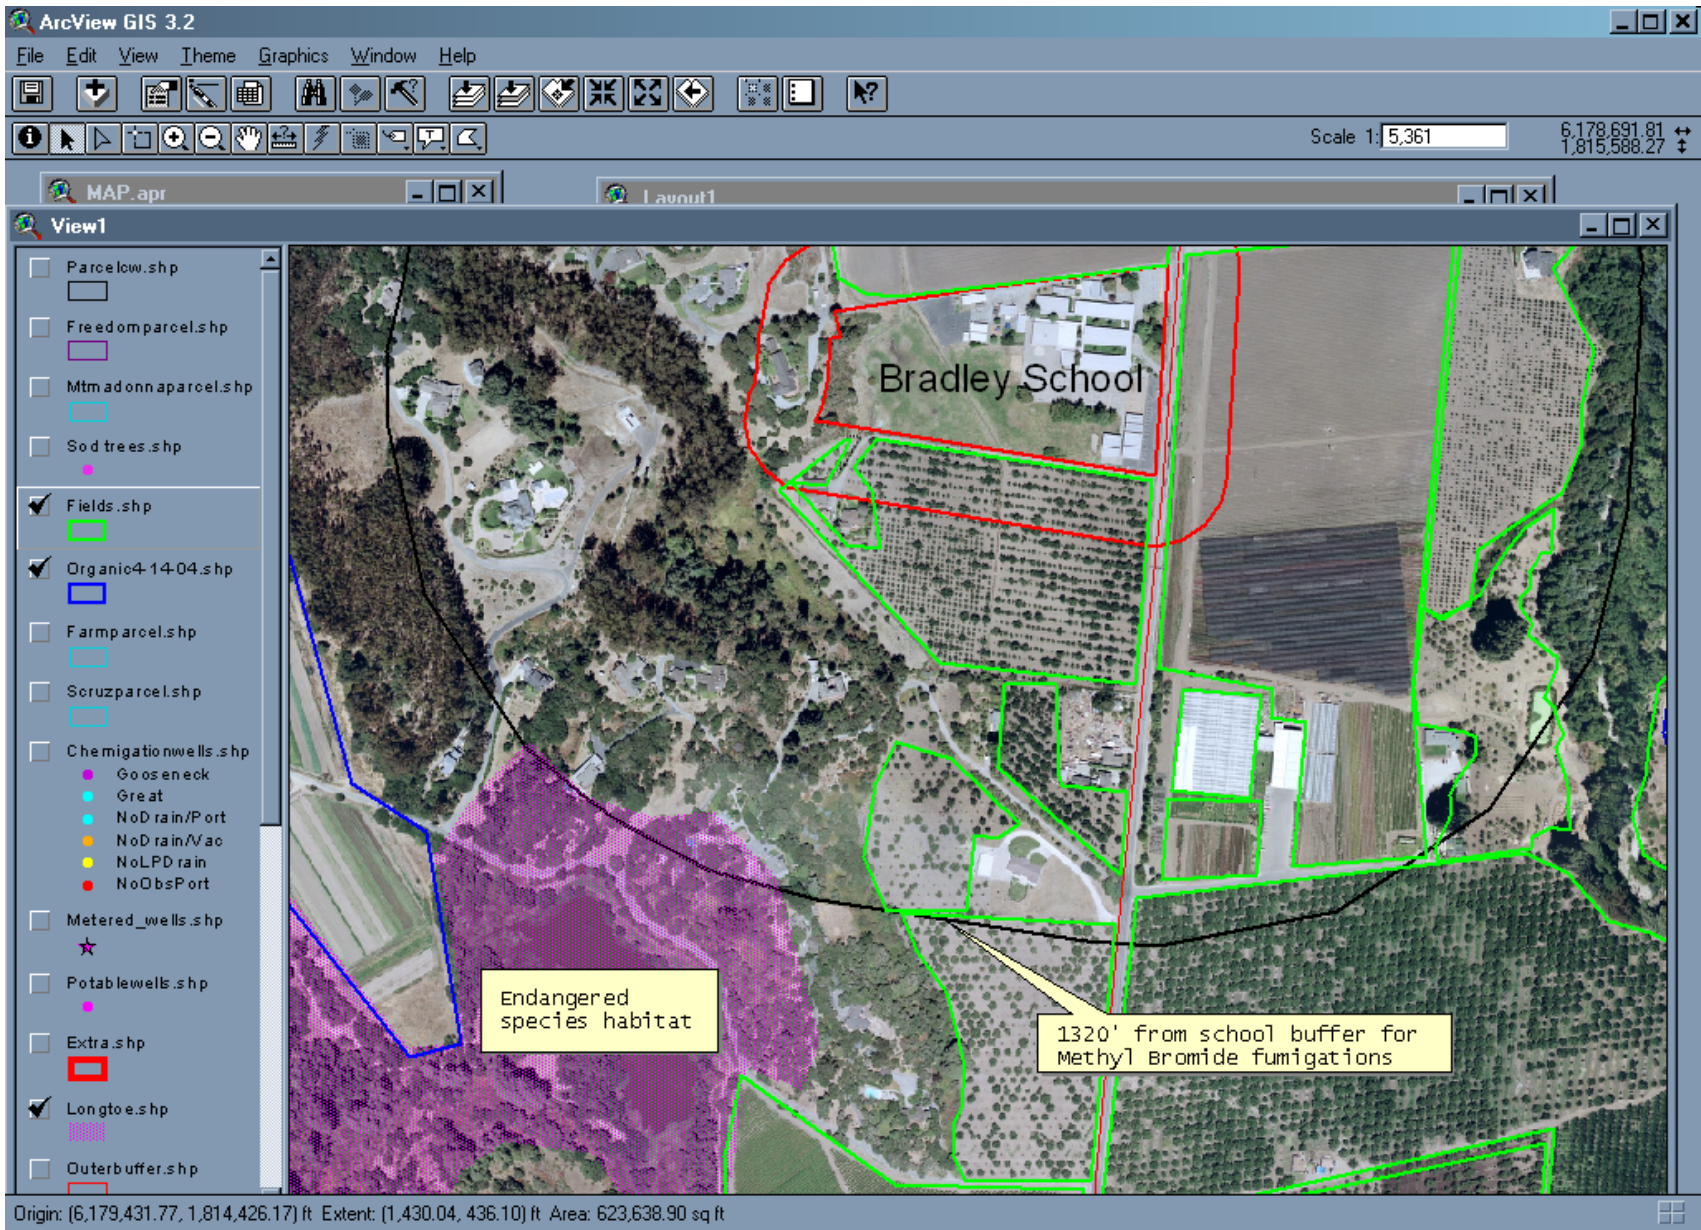 ArcView GIS 3.2
File Edit View Theme Graphics Window Help
Scale 1: 5,361
6,178,691.81
1,815,588.27
MAP.apr
Layout1
View1
Parcelcw.shp
Freedomparcel.shp
Mtmadonnaparcel.shp
Sod trees.shp
Fields.shp
Organic4-14-04.shp
Farmparcel.shp
Scruzparcel.shp
Chemigationwells.shp
Gooseneck
Great
NoDrain/Port
NoDrain/Vac
NoLPDrain
NoObsPort
Metered_wells.shp
Potablewells.shp
Extra.shp
Longtoe.shp
Outerbuffer.shp
Bradley School
Endangered
species habitat
1320' from school buffer for
Methyl Bromide fumigations
Origin: (6,179,431.77, 1,814,426.17) ft Extent: (1,430.04, 436.10) ft Area: 623,638.90 sq ft